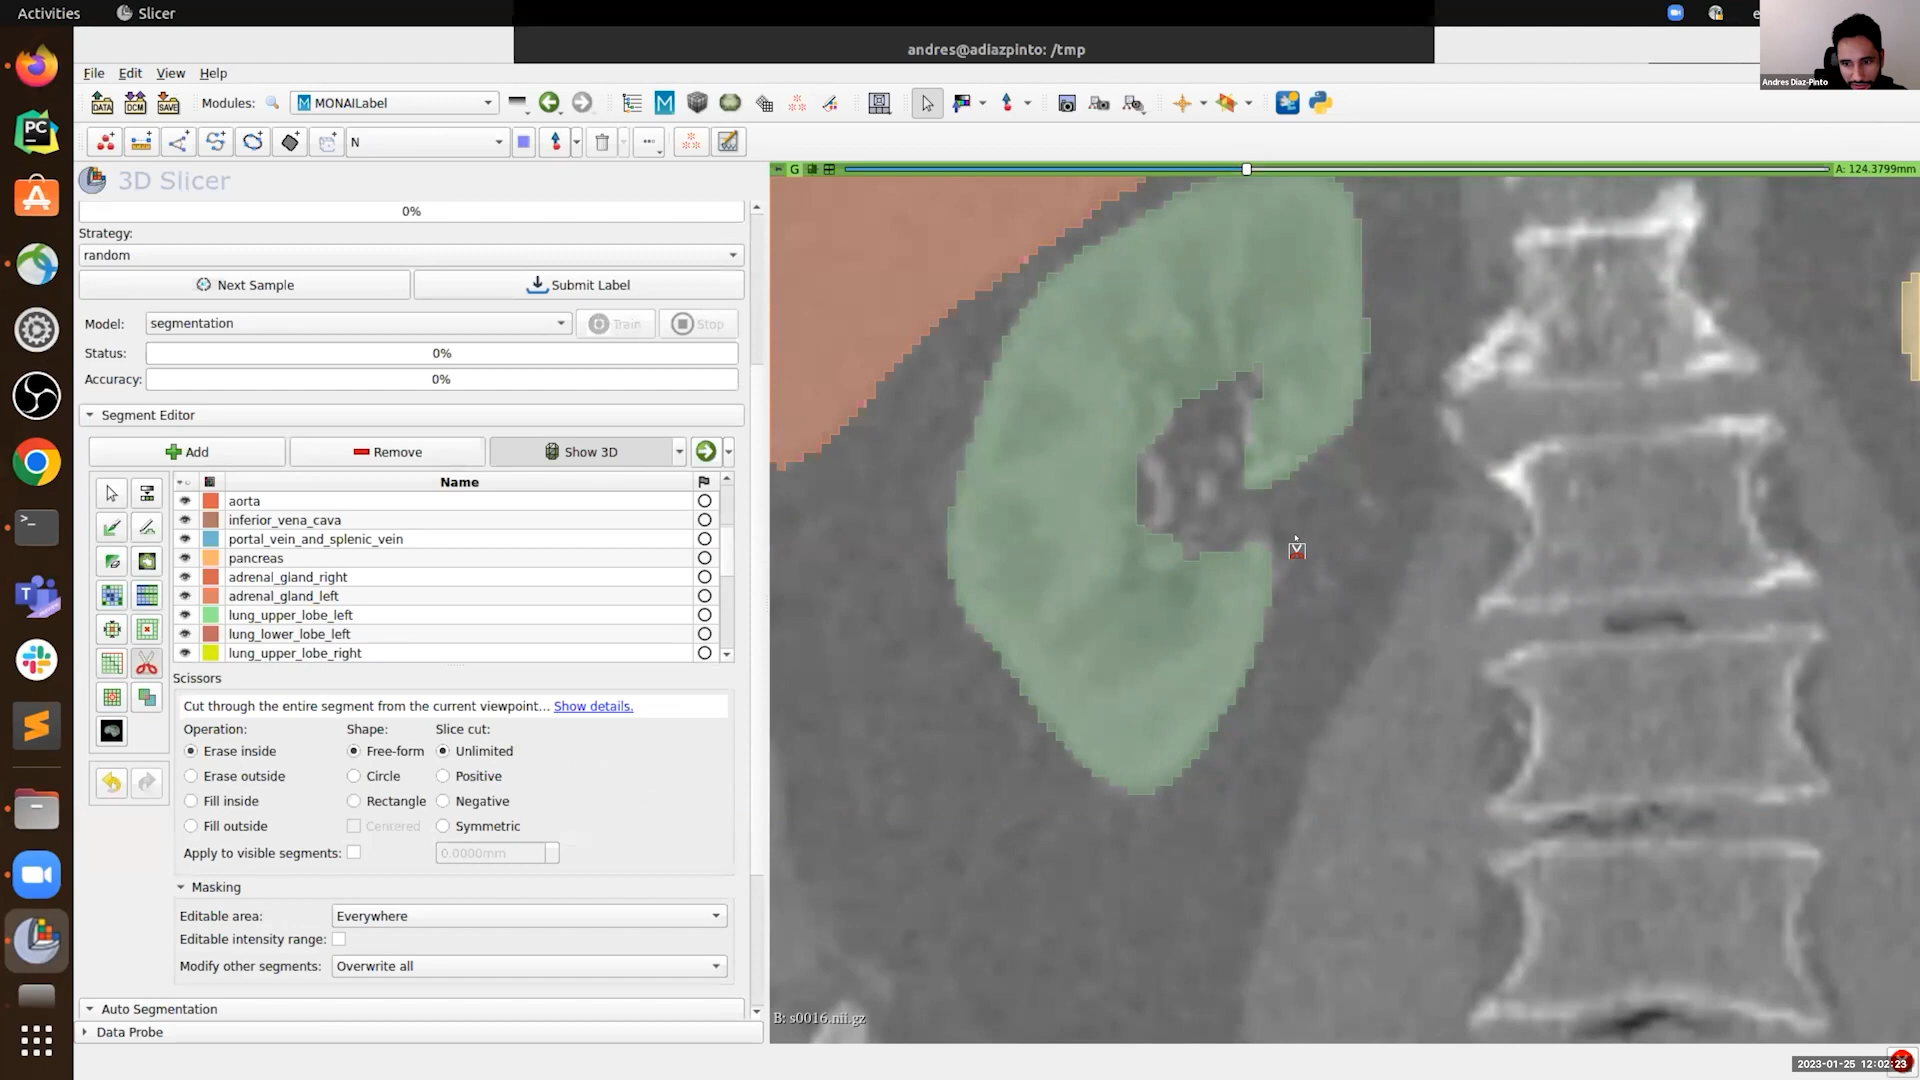 Activities
Slicer
e
andres@adiazpinto: /tmp
Andres Diaz-Pinto
File Edit View Help
DATA DCM SAVE Modules: MONAILabel
N
G A: 124.3799mm
3D Slicer
0%
Strategy:
random
Next Sample Submit Label
Model: segmentation Train Stop
Status: 0%
Accuracy: 0%
Segment Editor
Add Remove Show 3D
Name
aorta
inferior_vena_cava
portal_vein_and_splenic_vein
pancreas
adrenal_gland_right
adrenal_gland_left
lung_upper_lobe_left
lung_lower_lobe_left
lung_upper_lobe_right
Scissors
Cut through the entire segment from the current viewpoint... Show details.
Operation: Shape: Slice cut:
Erase inside Free-form Unlimited
Erase outside Circle Positive
Fill inside Rectangle Negative
Fill outside Centered Symmetric
Apply to visible segments: 0.0000mm
Masking
Editable area: Everywhere
Editable intensity range:
Modify other segments: Overwrite all
Auto Segmentation
Data Probe
B: s0016.nii.gz
2023-01-25 12:02:23